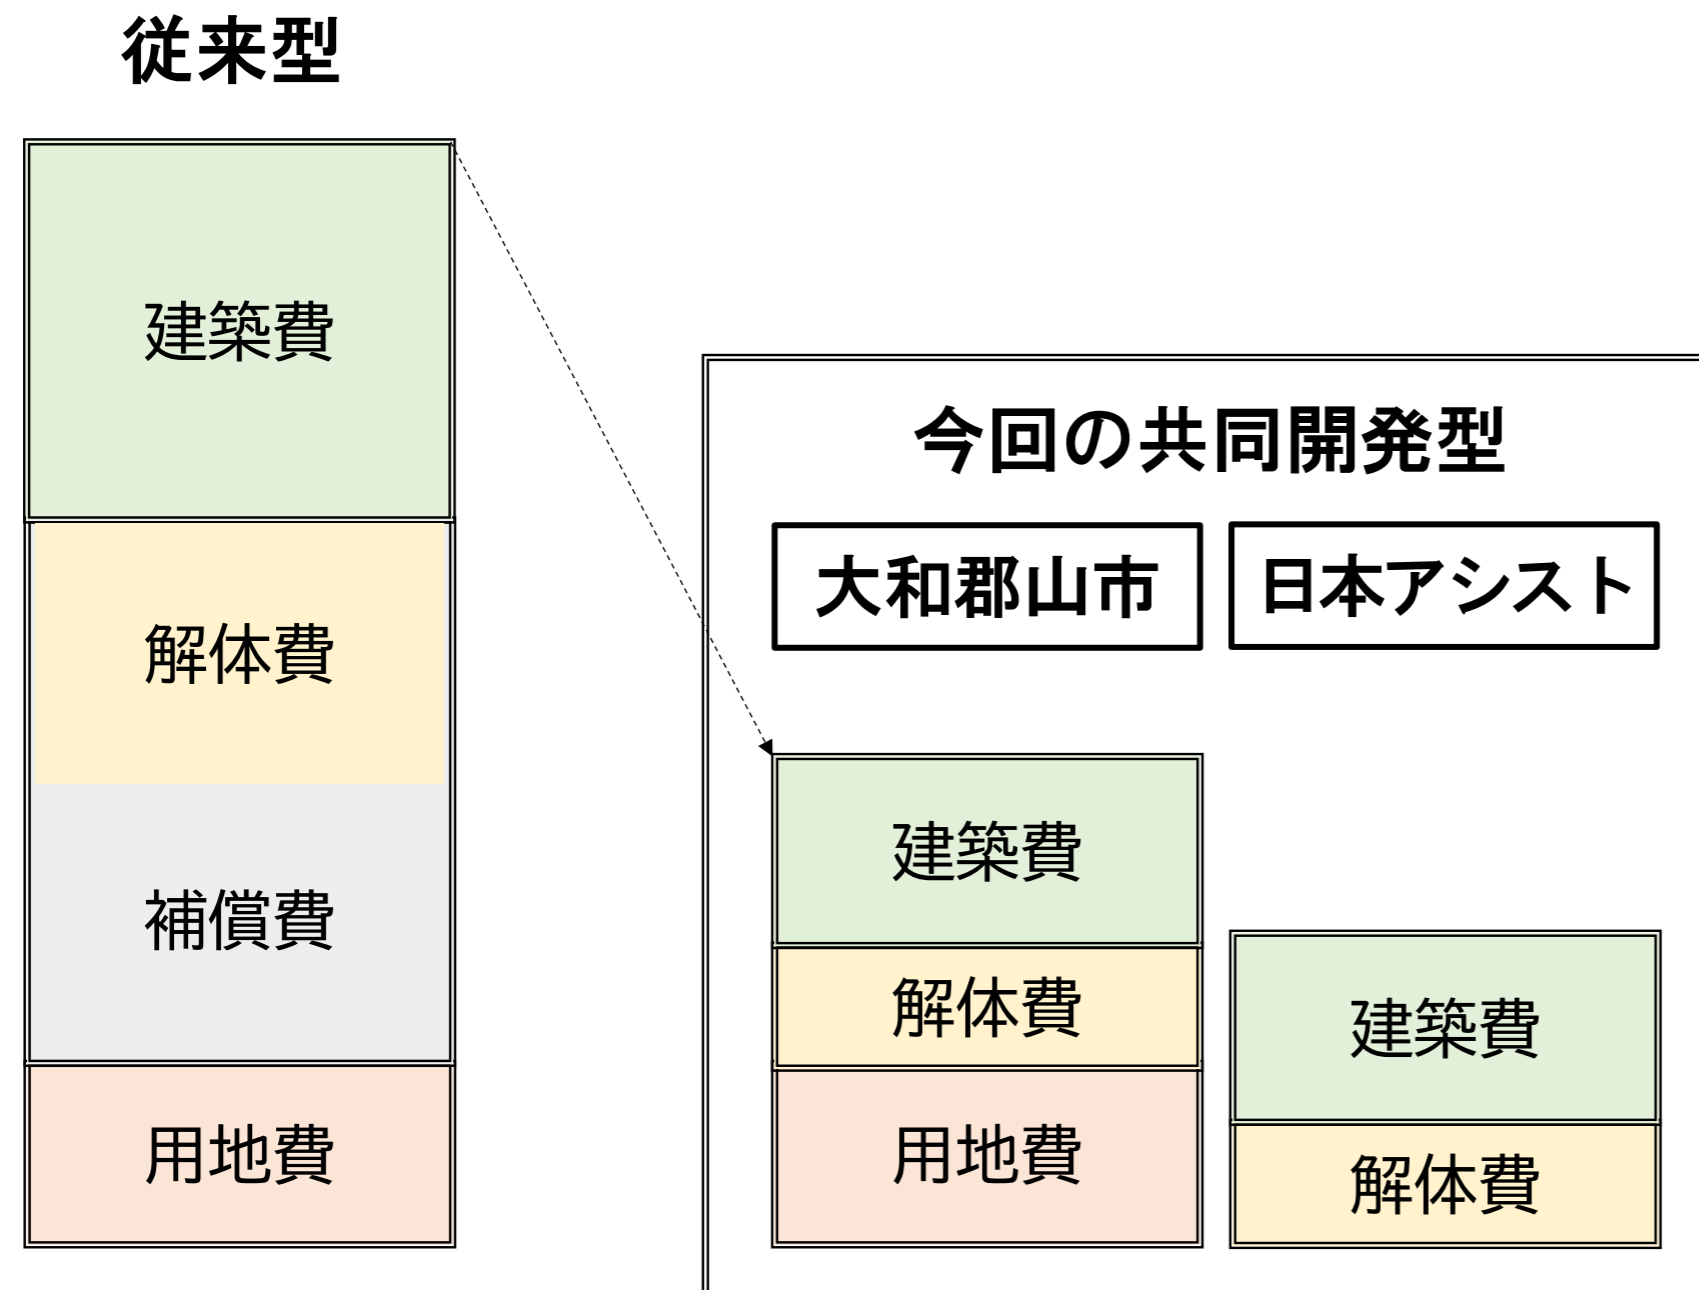 従来型
建築費
解体費
補償費
用地費
今回の共同開発型
大和郡山市
日本アシスト
建築費
解体費
用地費
建築費
解体費